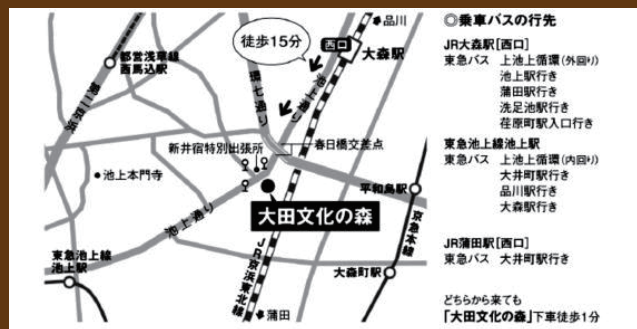 品川
徒歩15分
西口
大森駅
都営浅草線
西馬込駅
第二京浜
環七通り
池上通り
新井宿特別出張所
春日橋交差点
池上本門寺
平和島駅
大田文化の森
池上通り
京急本線
東急池上線
池上駅
JR京浜東北線
大森町駅
蒲田
◎乗車バスの行先
JR大森駅[西口]
東急バス 上池上循環(外回り)
池上駅行き
蒲田駅行き
洗足池駅行き
荏原町駅入口行き
東急池上線池上駅
東急バス 上池上循環(内回り)
大井町駅行き
品川駅行き
大森駅行き
JR蒲田駅[西口]
東急バス 大井町駅行き
どちらから来ても
「大田文化の森」下車徒歩1分